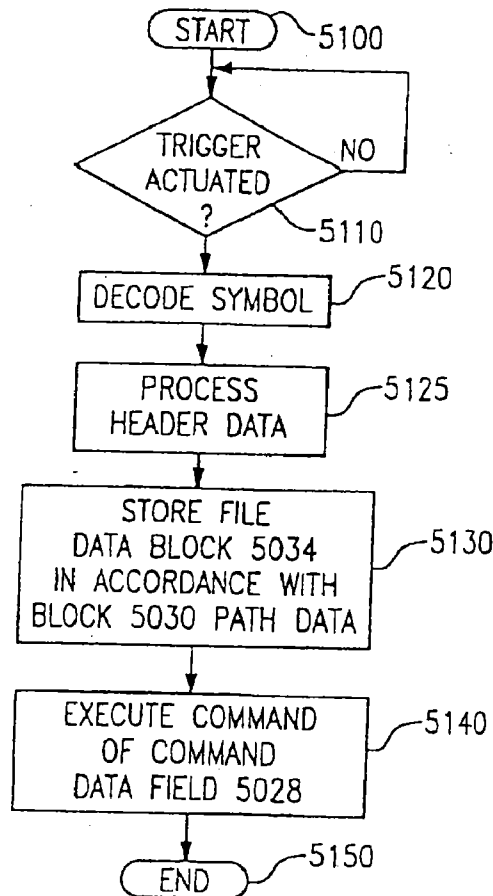 START
5100
TRIGGER
ACTUATED
?
NO
5110
DECODE SYMBOL
5120
PROCESS
HEADER DATA
5125
STORE FILE
DATA BLOCK 5034
IN ACCORDANCE WITH
BLOCK 5030 PATH DATA
5130
EXECUTE COMMAND
OF COMMAND
DATA FIELD 5028
5140
END
5150